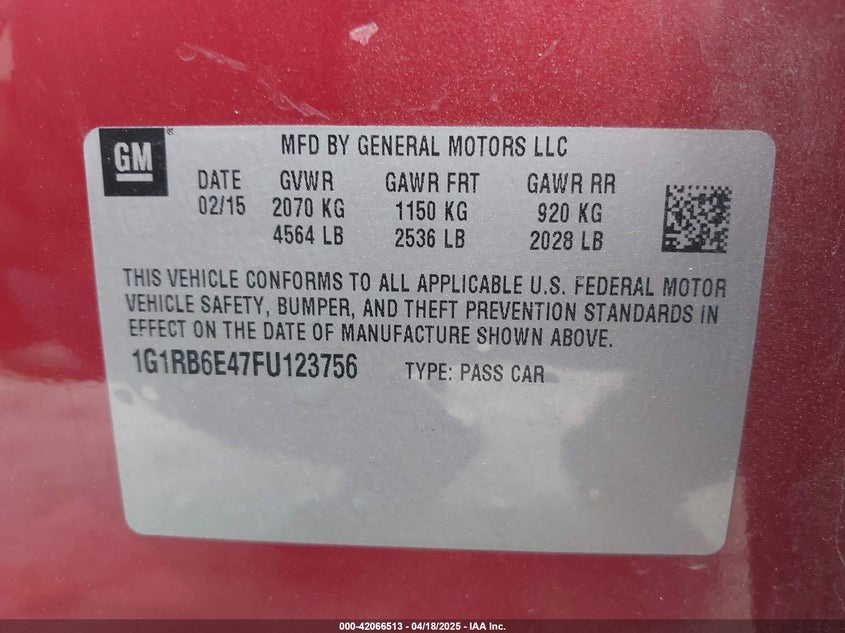 GM
MFD BY GENERAL MOTORS LLC
DATE GVWR GAWR FRT GAWR RR
02/15 2070 KG 1150 KG 920 KG
4564 LB 2536 LB 2028 LB
THIS VEHICLE CONFORMS TO ALL APPLICABLE U.S. FEDERAL MOTOR
VEHICLE SAFETY, BUMPER, AND THEFT PREVENTION STANDARDS IN
EFFECT ON THE DATE OF MANUFACTURE SHOWN ABOVE.
1G1RB6E47FU123756 TYPE: PASS CAR
000-42066513 - 04/18/2025 - IAA Inc.